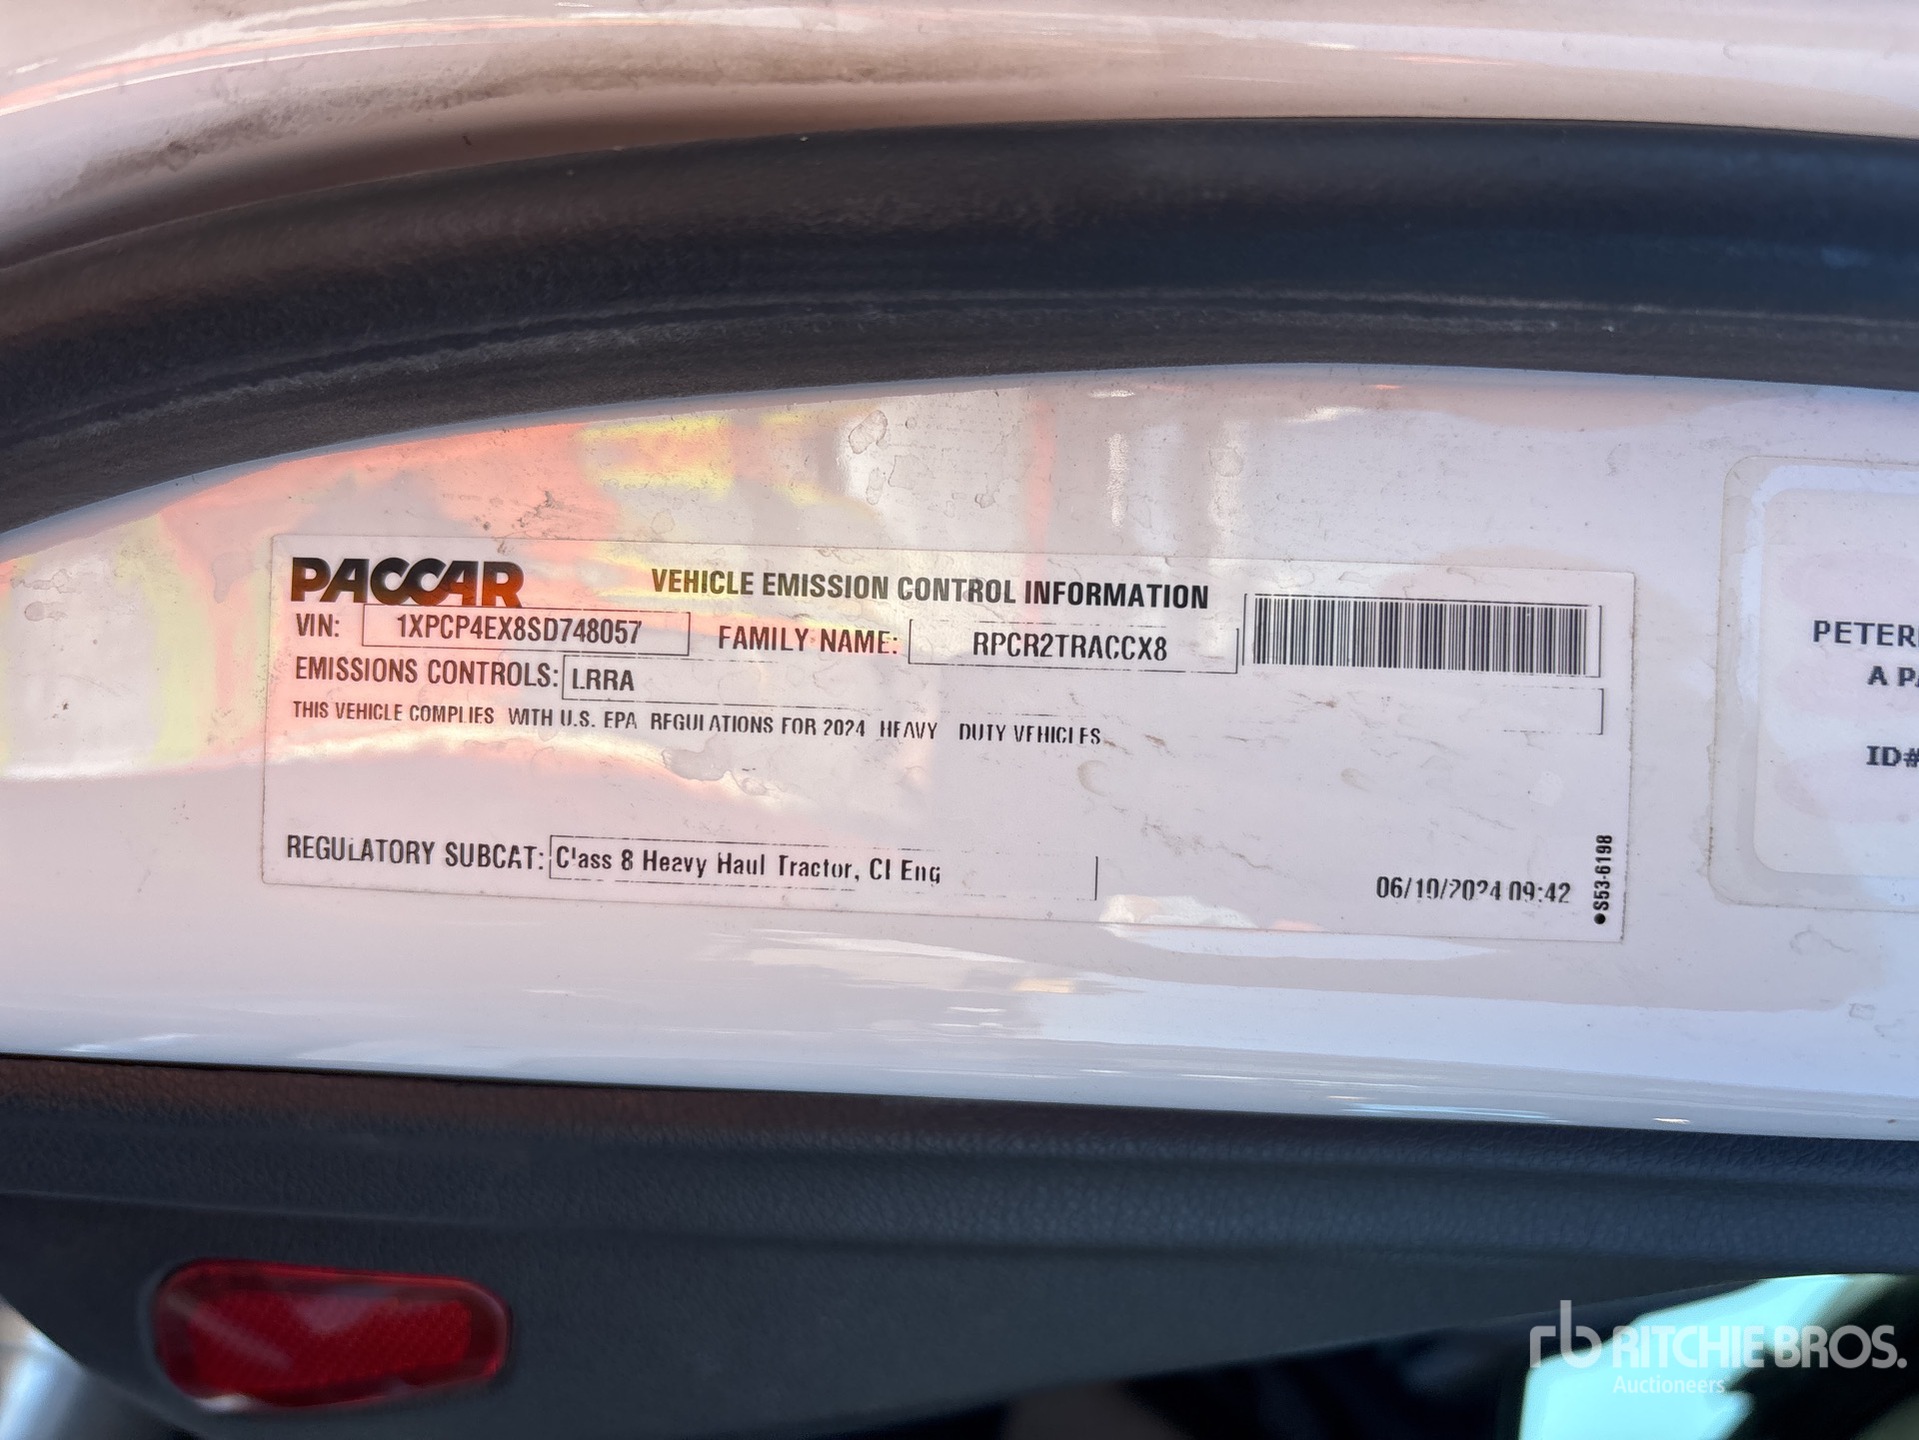 PACCAR VEHICLE EMISSION CONTROL INFORMATION
VIN: 1XPCP4EX8SD748057 FAMILY NAME: RPCR2TRACCX8
EMISSIONS CONTROLS: LRRA
THIS VEHICLE COMPLIES WITH U.S. EPA REGULATIONS FOR 2024 HEAVY DUTY VEHICLES
REGULATORY SUBCAT: Class 8 Heavy Haul Tractor, CI Eng
06/10/2024 09:42
●S53-6198
PETER
A PA
ID#
rb RITCHIE BROS.
Auctioneers